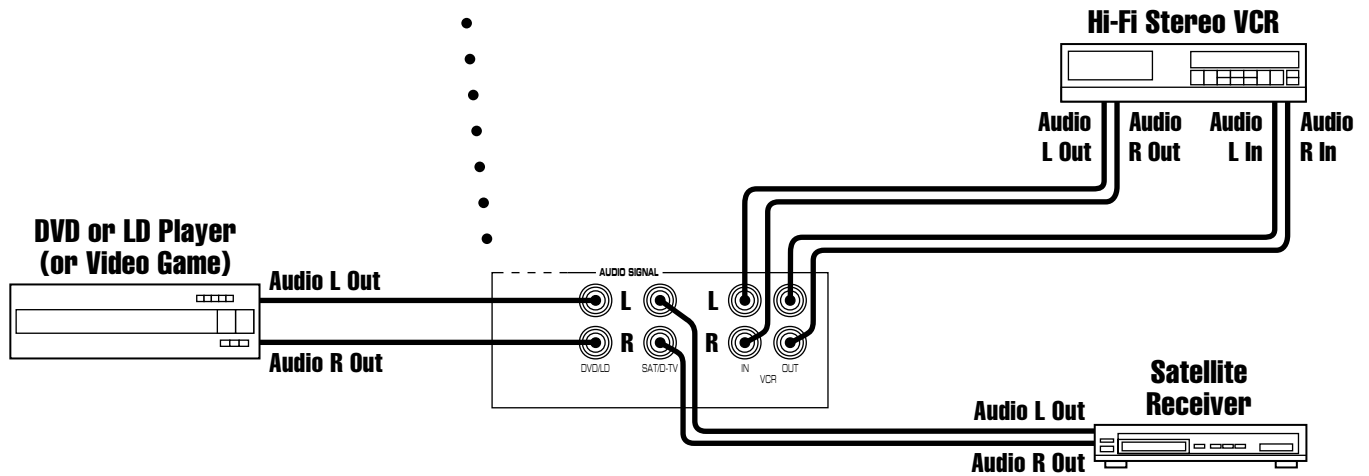 Hi-Fi Stereo VCR
Audio L Out
Audio R Out
Audio L In
Audio R In
DVD or LD Player
(or Video Game)
Audio L Out
Audio R Out
AUDIO SIGNAL
L L
R R
DVD/LD SAT/D-TV IN OUT
VCR
Satellite
Receiver
Audio L Out
Audio R Out